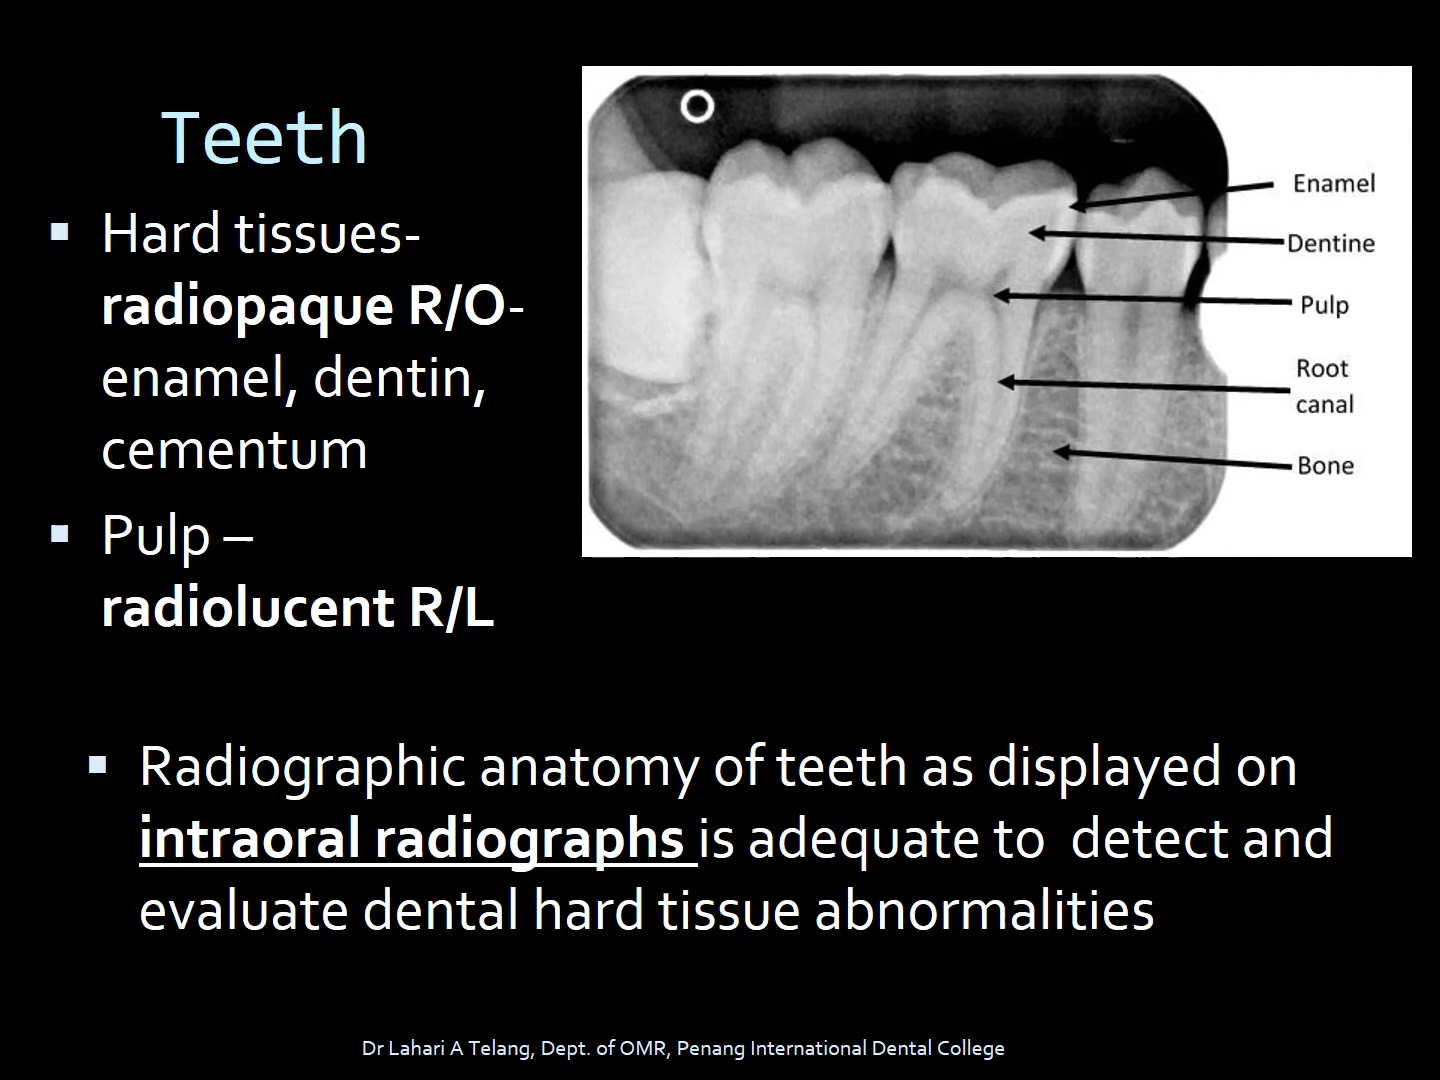 Teeth
▪ Hard tissues-
radiopaque R/O-
enamel, dentin,
cementum
▪ Pulp –
radiolucent R/L
Enamel
Dentine
Pulp
Root
canal
Bone
▪ Radiographic anatomy of teeth as displayed on
intraoral radiographs is adequate to  detect and
evaluate dental hard tissue abnormalities
Dr Lahari A Telang, Dept. of OMR, Penang International Dental College